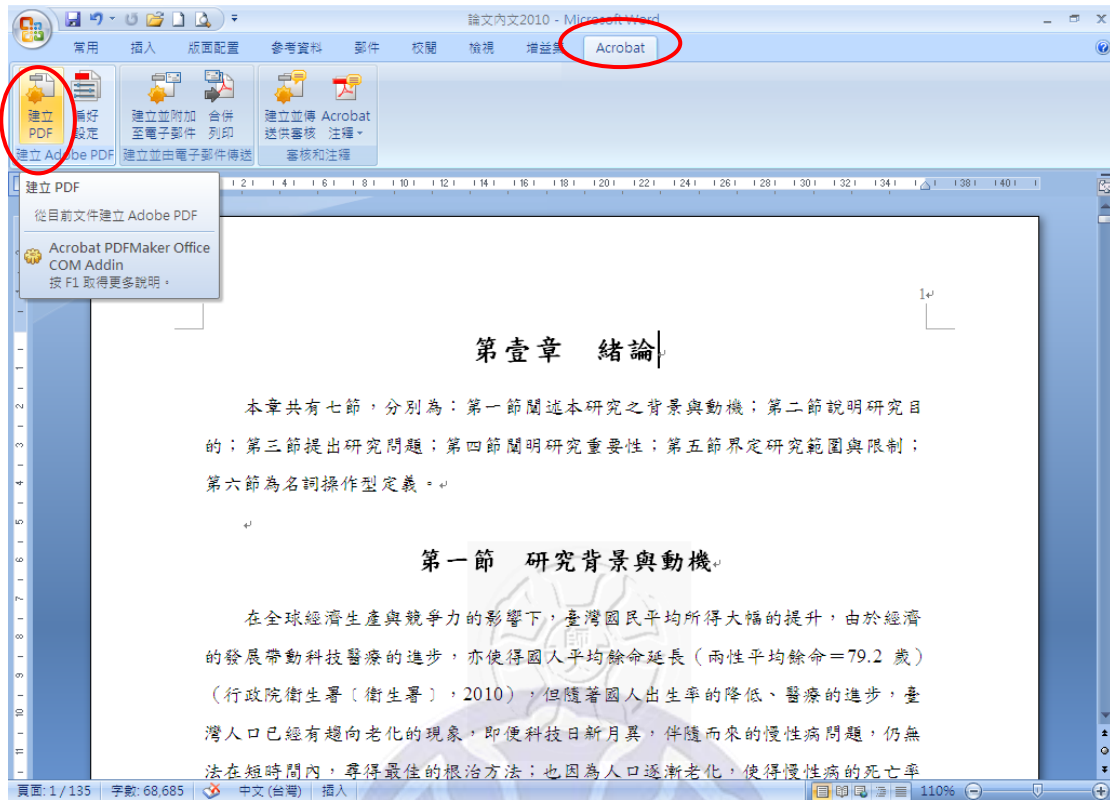 論文內文2010 - Microsoft Word
常用 插入 版面配置 參考資料 郵件 校閱 檢視 增益集 Acrobat
建立 PDF
偏好 設定
建立並附加 至電子郵件
合併 列印
建立並傳 送供審核
Acrobat 注釋
建立 Adobe PDF 建立並由電子郵件傳送 審核和注釋
建立 PDF
從目前文件建立 Adobe PDF
Acrobat PDFMaker Office
COM Addin
按 F1 取得更多說明。
2 4 6 8 10 12 14 16 18 20 22 24 26 28 30 32 34 38 40
1
第壹章 緒論
本章共有七節，分別為：第一節闡述本研究之背景與動機；第二節說明研究目
的；第三節提出研究問題；第四節闡明研究重要性；第五節界定研究範圍與限制；
第六節為名詞操作型定義。
第一節 研究背景與動機
在全球經濟生產與競爭力的影響下，臺灣國民平均所得大幅的提升，由於經濟
的發展帶動科技醫療的進步，亦使得國人平均餘命延長（兩性平均餘命＝79.2 歲）
（行政院衛生署〔衛生署〕，2010），但隨著國人出生率的降低、醫療的進步，臺
灣人口已經有趨向老化的現象，即便科技日新月異，伴隨而來的慢性病問題，仍無
法在短時間內，尋得最佳的根治方法；也因為人口逐漸老化，使得慢性病的死亡率
頁面: 1 / 135 字數: 68,685 中文 (台灣) 插入 110%